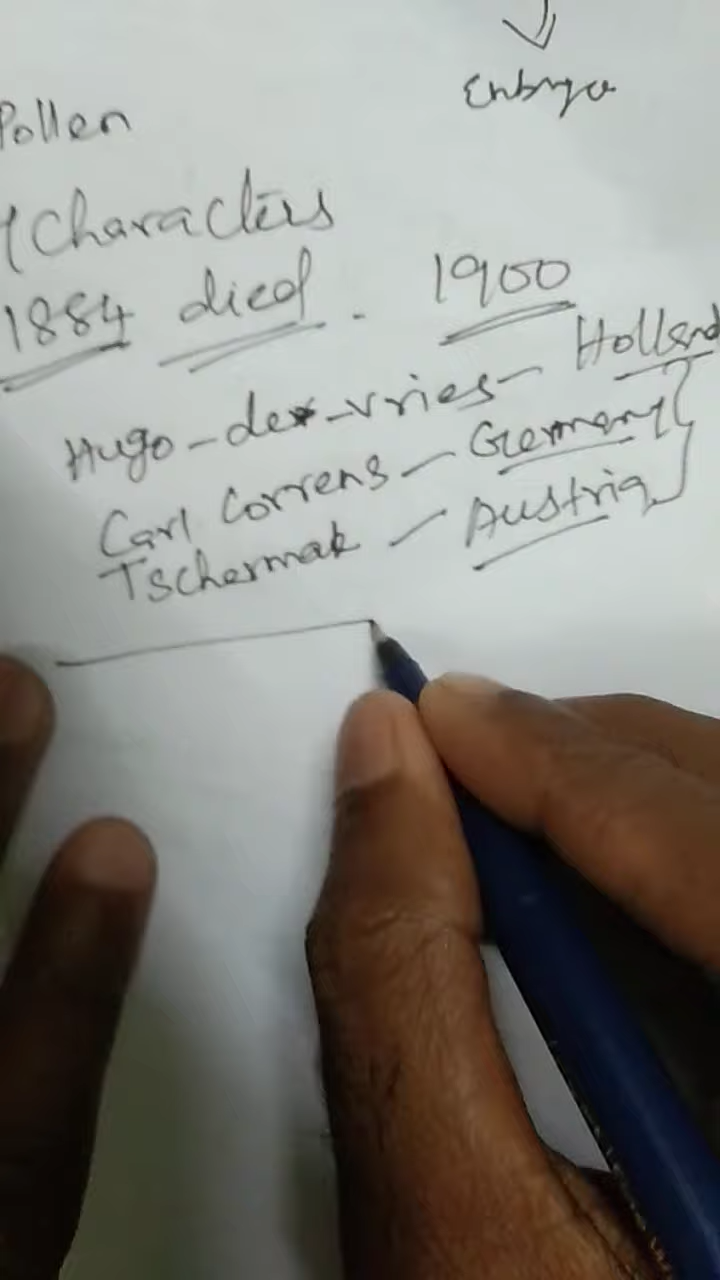 Embryo
Pollen
Characters
1884 died. 1900
Hugo-de-vries- Holland
Carl Correns - Germany
Tschermak - Austria